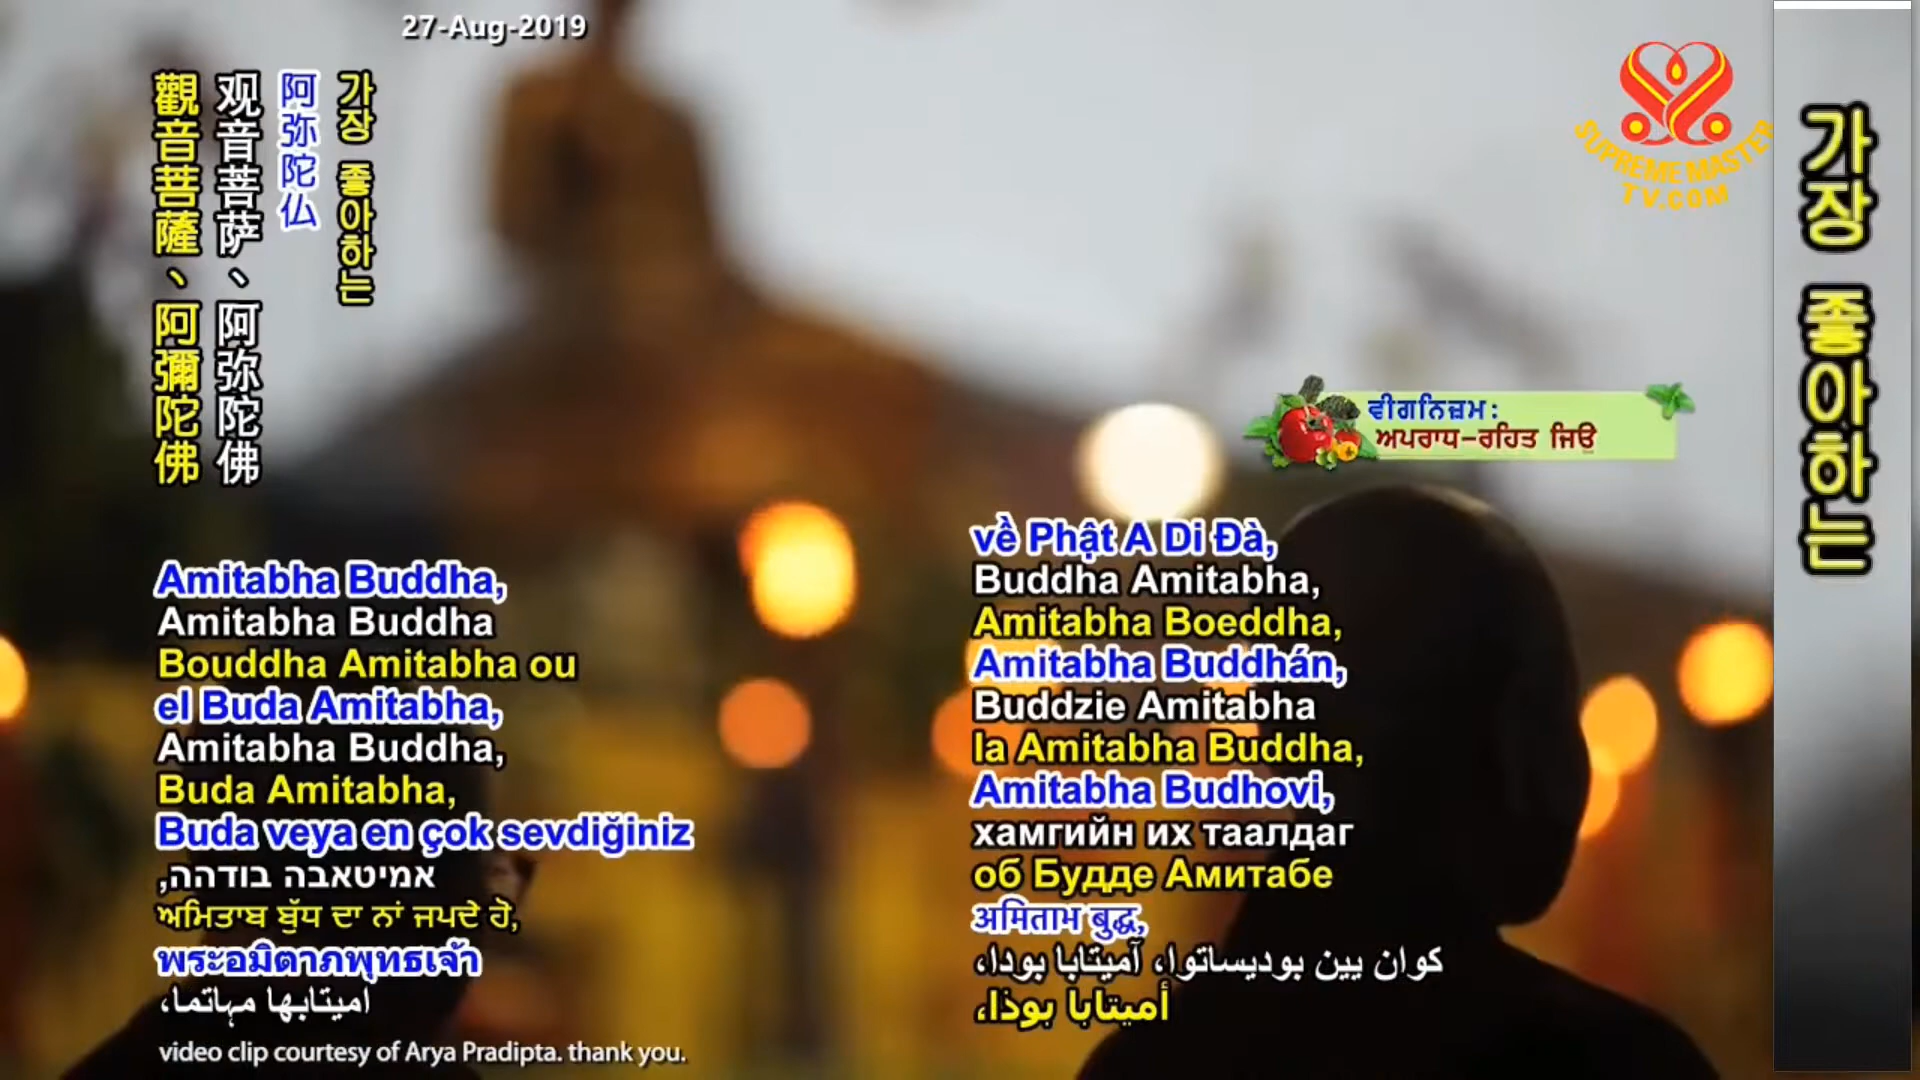 27-Aug-2019
觀音菩薩、阿彌陀佛
观音菩萨、阿弥陀佛
阿弥陀仏
가장 좋아하는
SUPREME MASTER
TV.COM
가장 좋아하는
ਵੀਗਨਿਜ਼ਮ:
ਅਪਰਾਧ-ਰਹਿਤ ਜਿਓ
Amitabha Buddha,
Amitabha Buddha
Bouddha Amitabha ou
el Buda Amitabha,
Amitabha Buddha,
Buda Amitabha,
Buda veya en çok sevdiğiniz
אמיטאבה בודהה,
ਅਮਿਤਾਬ ਬੁੱਧ ਦਾ ਨਾਂ ਜਪਦੇ ਹੋ,
พระอมิตาภพุทธเจ้า
امیتابھا مہاتما،
về Phật A Di Đà,
Buddha Amitabha,
Amitabha Boeddha,
Amitabha Buddhán,
Buddzie Amitabha
la Amitabha Buddha,
Amitabha Budhovi,
хамгийн их таалдаг
об Будде Амитабе
अमिताभ बुद्ध,
کوان یین بودیساتوا، آمیتابا بودا،
أميتابا بوذا،
video clip courtesy of Arya Pradipta. thank you.